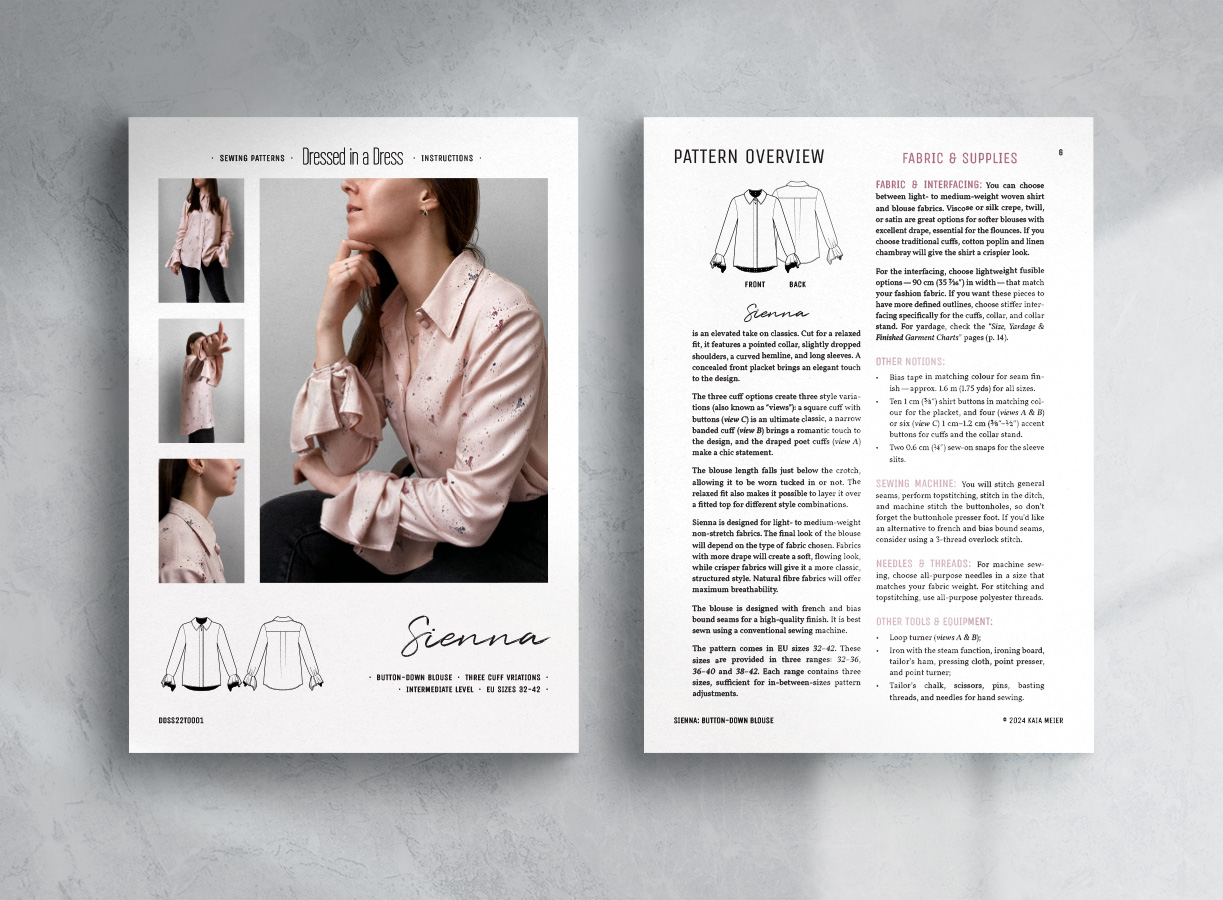 · SEWING PATTERNS · Dressed in a Dress · INSTRUCTIONS ·
Sienna
· BUTTON-DOWN BLOUSE · THREE CUFF VRIATIONS ·
· INTERMEDIATE LEVEL · EU SIZES 32-42 ·
DDSS22T0001
PATTERN OVERVIEW
FRONT BACK
Sienna
is an elevated take on classics. Cut for a relaxed
fit, it features a pointed collar, slightly dropped
shoulders, a curved hemline, and long sleeves. A
concealed front placket brings an elegant touch
to the design.
The three cuff options create three style varia-
tions (also known as "views"): a square cuff with
buttons (view C) is an ultimate classic, a narrow
banded cuff (view B) brings a romantic touch to
the design, and the draped poet cuffs (view A)
make a chic statement.
The blouse length falls just below the crotch,
allowing it to be worn tucked in or not. The
relaxed fit also makes it possible to layer it over
a fitted top for different style combinations.
Sienna is designed for light- to medium-weight
non-stretch fabrics. The final look of the blouse
will depend on the type of fabric chosen. Fabrics
with more drape will create a soft, flowing look,
while crisper fabrics will give it a more classic,
structured style. Natural fibre fabrics will offer
maximum breathability.
The blouse is designed with french and bias
bound seams for a high-quality finish. It is best
sewn using a conventional sewing machine.
The pattern comes in EU sizes 32–42. These
sizes are provided in three ranges: 32–36,
36–40 and 38–42. Each range contains three
sizes, sufficient for in-between-sizes pattern
adjustments.
SIENNA: BUTTON-DOWN BLOUSE
FABRIC & SUPPLIES
6
FABRIC & INTERFACING: You can choose
between light- to medium-weight woven shirt
and blouse fabrics. Viscose or silk crepe, twill,
or satin are great options for softer blouses with
excellent drape, essential for the flounces. If you
choose traditional cuffs, cotton poplin and linen
chambray will give the shirt a crispier look.
For the interfacing, choose lightweight fusible
options — 90 cm (35 7⁄16") in width — that match
your fashion fabric. If you want these pieces to
have more defined outlines, choose stiffer inter-
facing specifically for the cuffs, collar, and collar
stand. For yardage, check the "Size, Yardage &
Finished Garment Charts" pages (p. 14).
OTHER NOTIONS:
• Bias tape in matching colour for seam fin-
ish — approx. 1.6 m (1.75 yds) for all sizes.
• Ten 1 cm (3⁄8") shirt buttons in matching col-
our for the placket, and four (views A & B)
or six (view C) 1 cm–1.2 cm (3⁄8"–1⁄2") accent
buttons for cuffs and the collar stand.
• Two 0.6 cm (1⁄4") sew-on snaps for the sleeve
slits.
SEWING MACHINE: You will stitch general
seams, perform topstitching, stitch in the ditch,
and machine stitch the buttonholes, so don't
forget the buttonhole presser foot. If you'd like
an alternative to french and bias bound seams,
consider using a 3-thread overlock stitch.
NEEDLES & THREADS: For machine sew-
ing, choose all-purpose needles in a size that
matches your fabric weight. For stitching and
topstitching, use all-purpose polyester threads.
OTHER TOOLS & EQUIPMENT:
• Loop turner (views A & B);
• Iron with the steam function, ironing board,
tailor's ham, pressing cloth, point presser,
and point turner;
• Tailor's chalk, scissors, pins, basting
threads, and needles for hand sewing.
© 2024 KAIA MEIER